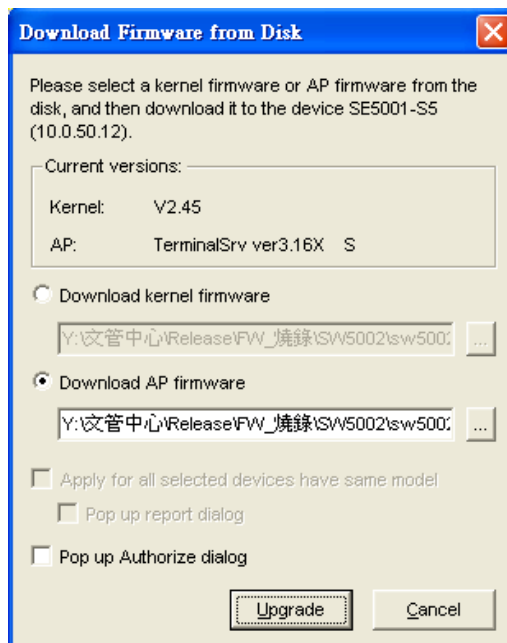 Download Firmware from Disk
Please select a kernel firmware or AP firmware from the
disk, and then download it to the device SE5001-S5
(10.0.50.12).
Current versions:
Kernel: V2.45
AP: TerminalSrv ver3.16X S
Download kernel firmware
Y:\文管中心\Release\FW_燒錄\SW5002\sw5002
...
Download AP firmware
Y:\文管中心\Release\FW_燒錄\SW5002\sw5002
...
Apply for all selected devices have same model
Pop up report dialog
Pop up Authorize dialog
Upgrade Cancel